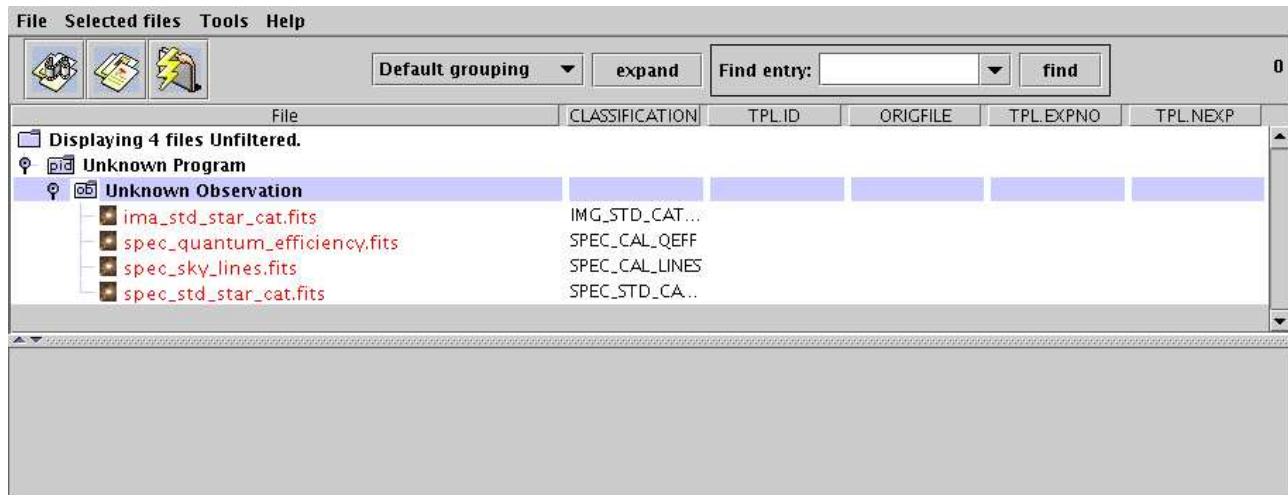 File Selected files Tools Help
Default grouping expand Find entry: find 0
File CLASSIFICATION TPL.ID ORIGFILE TPL.EXPNO TPL.NEXP
Displaying 4 files Unfiltered.
pid Unknown Program
ob Unknown Observation
ima_std_star_cat.fits IMG_STD_CAT...
spec_quantum_efficiency.fits SPEC_CAL_QEFF
spec_sky_lines.fits SPEC_CAL_LINES
spec_std_star_cat.fits SPEC_STD_CA...